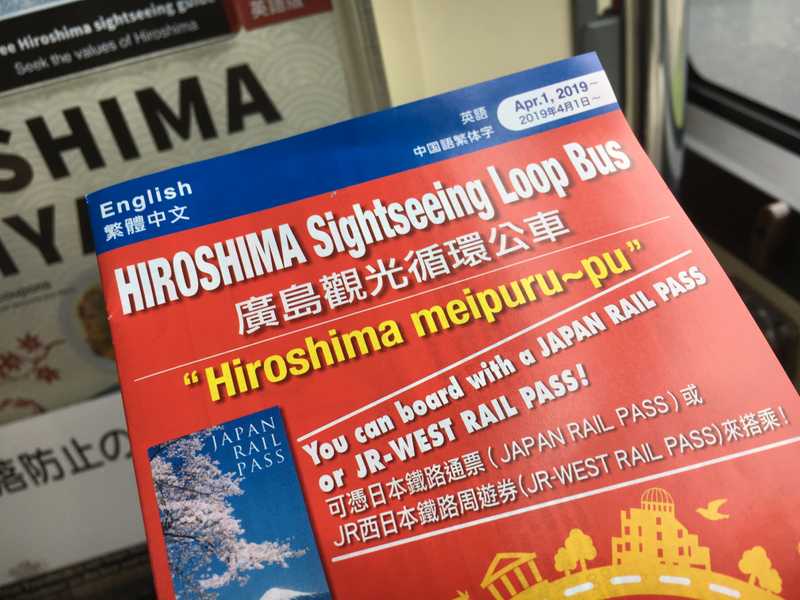 Hiroshima sightseeing
Seek the values of Hiroshima
英語版
SHIMA
英語
中国語繁体字
Apr.1, 2019～
2019年4月1日～
English
繁體中文
HIROSHIMA Sightseeing Loop Bus
廣島觀光循環公車
“Hiroshima meipuru~pu”
You can board with a JAPAN RAIL PASS
or JR-WEST RAIL PASS!
可憑日本鐵路通票（JAPAN RAIL PASS）或
JR西日本鐵路周遊券(JR-WEST RAIL PASS)來搭乘！
JAPAN
RAIL
PASS
防止の